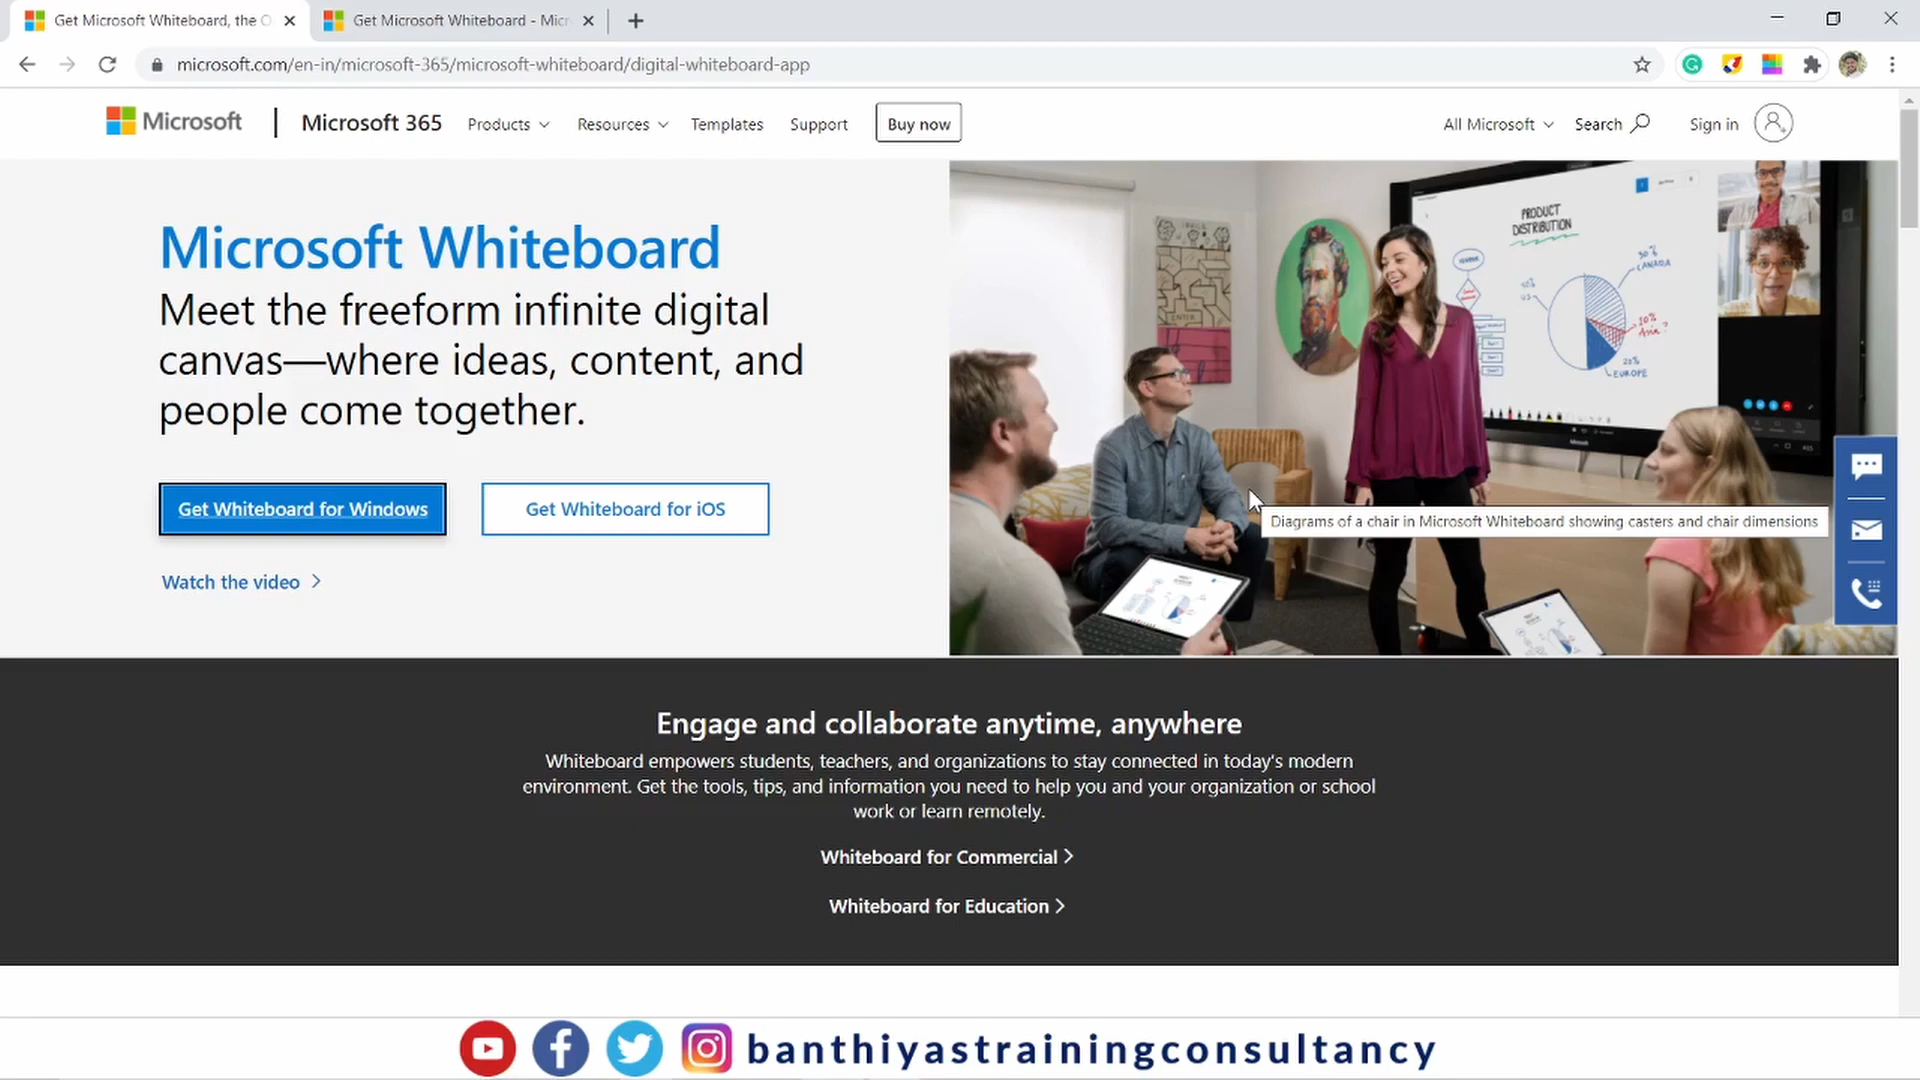 Get Microsoft Whiteboard, the O
Get Microsoft Whiteboard - Micr
microsoft.com/en-in/microsoft-365/microsoft-whiteboard/digital-whiteboard-app
Microsoft
Microsoft 365
Products
Resources
Templates
Support
Buy now
All Microsoft
Search
Sign in
Microsoft Whiteboard
Meet the freeform infinite digital
canvas—where ideas, content, and
people come together.
Get Whiteboard for Windows
Get Whiteboard for iOS
Watch the video
PRODUCT
DISTRIBUTION
30%
CANADA
10%
Asia?
20%
EUROPE
Diagrams of a chair in Microsoft Whiteboard showing casters and chair dimensions
Engage and collaborate anytime, anywhere
Whiteboard empowers students, teachers, and organizations to stay connected in today's modern
environment. Get the tools, tips, and information you need to help you and your organization or school
work or learn remotely.
Whiteboard for Commercial
Whiteboard for Education
banthiyastrainingconsultancy